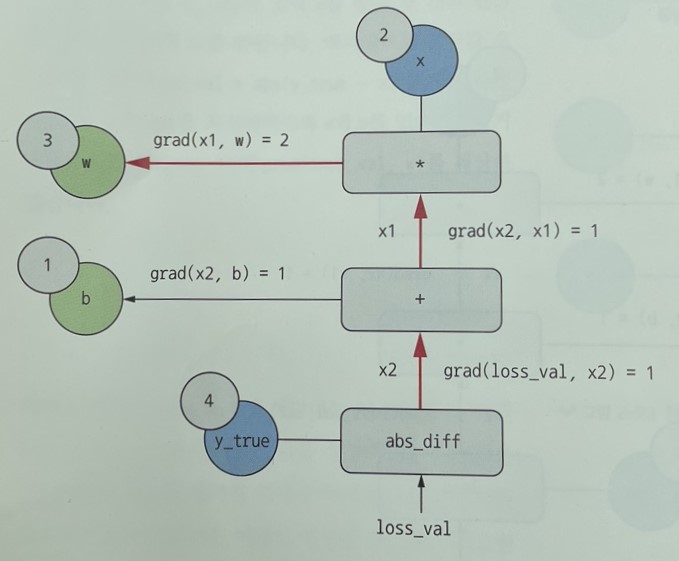 2
x
3
w
grad(x1, w) = 2
*
x1
grad(x2, x1) = 1
1
b
grad(x2, b) = 1
+
x2
grad(loss_val, x2) = 1
4
y_true
abs_diff
loss_val